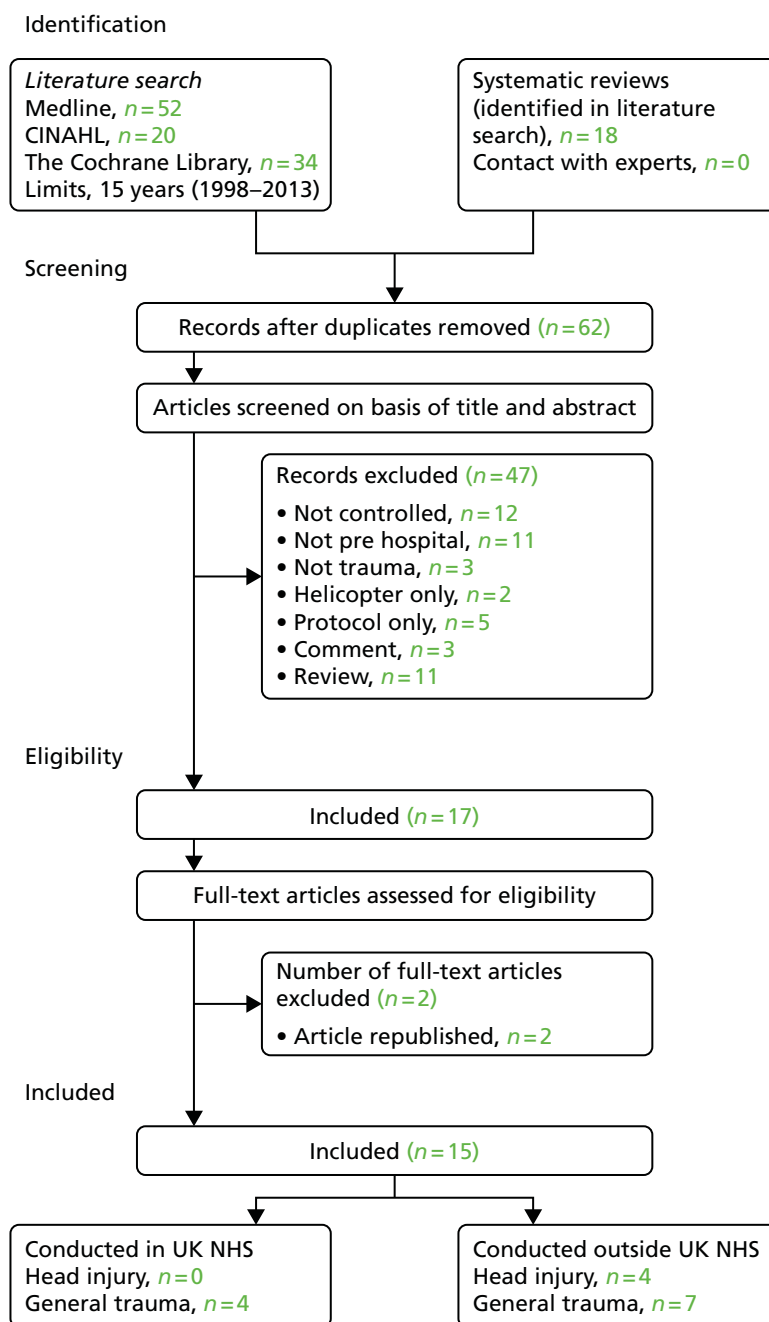 Identification
Literature search
Medline, n=52
CINAHL, n=20
The Cochrane Library, n=34
Limits, 15 years (1998–2013)
Systematic reviews
(identified in literature
search), n=18
Contact with experts, n=0
Screening
Records after duplicates removed (n=62)
Articles screened on basis of title and abstract
Records excluded (n=47)
• Not controlled, n=12
• Not pre hospital, n=11
• Not trauma, n=3
• Helicopter only, n=2
• Protocol only, n=5
• Comment, n=3
• Review, n=11
Eligibility
Included (n=17)
Full-text articles assessed for eligibility
Number of full-text articles
excluded (n=2)
• Article republished, n=2
Included
Included (n=15)
Conducted in UK NHS
Head injury, n=0
General trauma, n=4
Conducted outside UK NHS
Head injury, n=4
General trauma, n=7